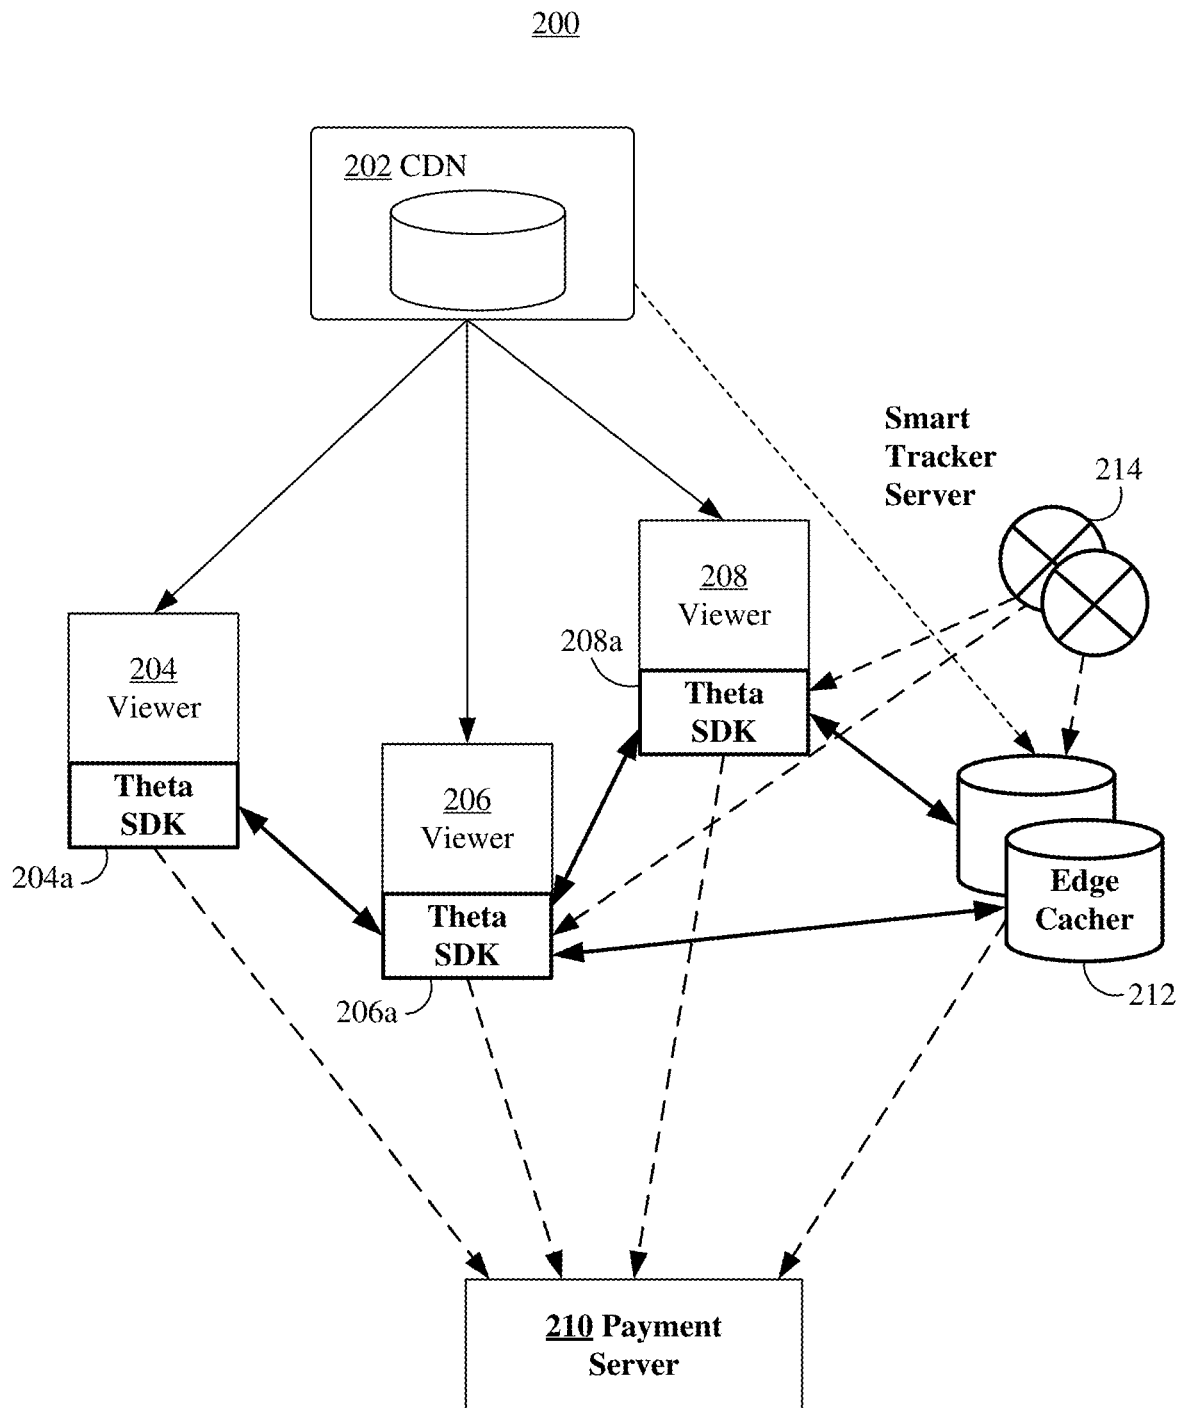 200
202 CDN
Smart
Tracker
Server
214
208
Viewer
208a
Theta
SDK
204
Viewer
Theta
SDK
204a
206
Viewer
Theta
SDK
206a
Edge
Cacher
212
210 Payment
Server